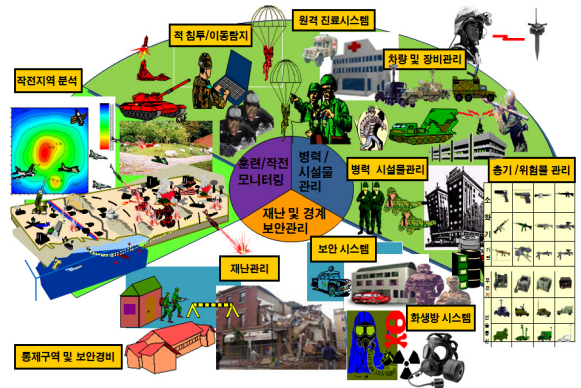 원격 진료시스템
적 침투/이동탐지
차량 및 장비관리
작전지역 분석
훈련/작전
모니터링
병력 /
시설물
관리
재난 및 경계
보안관리
병력 시설물관리
총기 / 위험물 관리
소
화
기
보안 시스템
재난관리
화생방 시스템
통제구역 및 보안경비